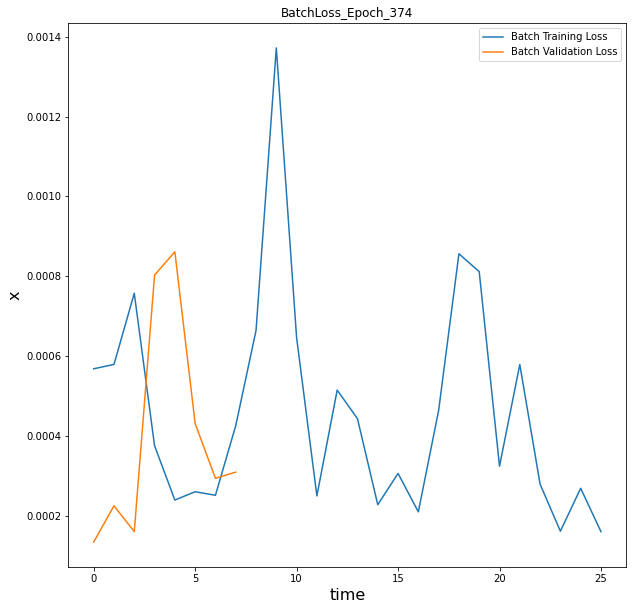 BatchLoss_Epoch_374
Batch Training Loss
Batch Validation Loss
0.0014
0.0012
0.0010
0.0008
0.0006
0.0004
0.0002
x
0 5 10 15 20 25
time